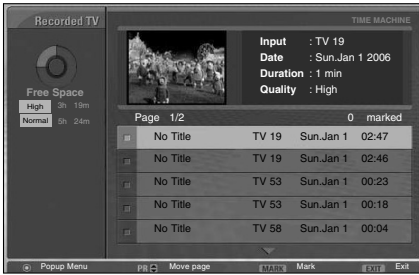 Recorded TV
TIME MACHINE
Input : TV 19
Date : Sun.Jan 1 2006
Duration : 1 min
Quality : High
Free Space
High 3h 19m
Normal 5h 24m
Page 1/2 0 marked
No Title TV 19 Sun.Jan 1 02:47
No Title TV 19 Sun.Jan 1 02:46
No Title TV 53 Sun.Jan 1 00:23
No Title TV 53 Sun.Jan 1 00:18
No Title TV 58 Sun.Jan 1 00:04
Popup Menu PR Move page MARK Mark EXIT Exit